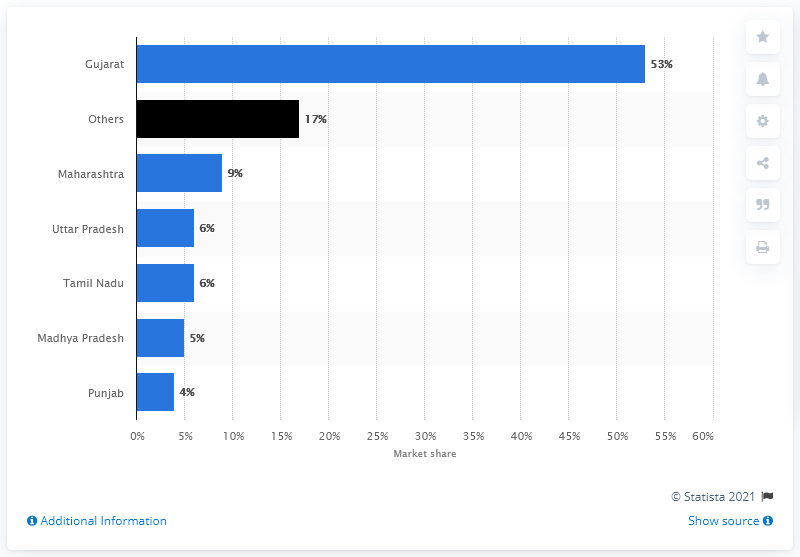 Gujarat 53%
Others 17%
Maharashtra 9%
Uttar Pradesh 6%
Tamil Nadu 6%
Madhya Pradesh 5%
Punjab 4%
0% 5% 10% 15% 20% 25% 30% 35% 40% 45% 50% 55% 60%
Market share
© Statista 2021
Additional Information
Show source